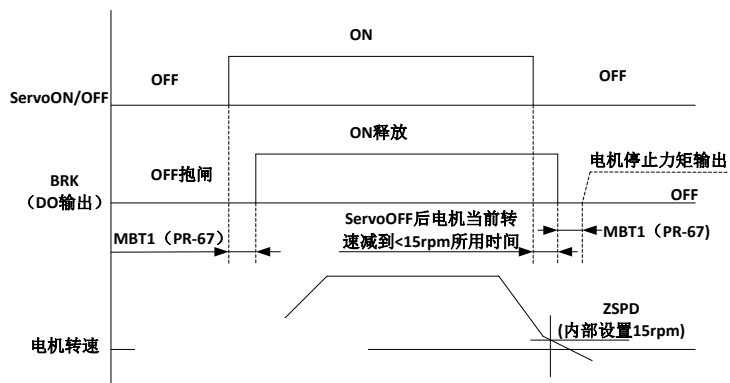 ON
OFF
OFF
ServoON/OFF
ON释放
电机停止力矩输出
OFF抱闸
BRK
（DO输出）
OFF
ServoOFF后电机当前转
速减到<15rpm所用时间
MBT1（PR-67）
MBT1（PR-67)
ZSPD
(内部设置15rpm)
电机转速